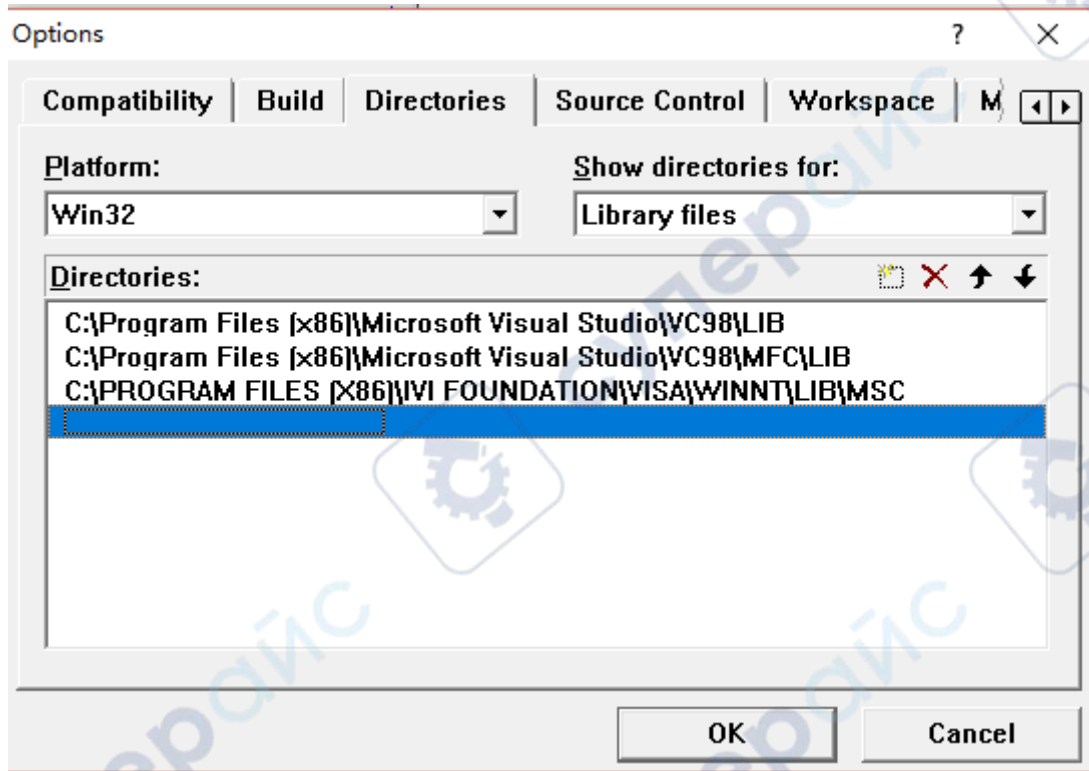 Options
Compatibility Build Directories Source Control Workspace M
Platform: Show directories for:
Win32 Library files
Directories:
C:\Program Files (x86)\Microsoft Visual Studio\VC98\LIB
C:\Program Files (x86)\Microsoft Visual Studio\VC98\MFC\LIB
C:\PROGRAM FILES (X86)\IVI FOUNDATION\VISA\WINNT\LIB\MSC
OK Cancel
суперайс